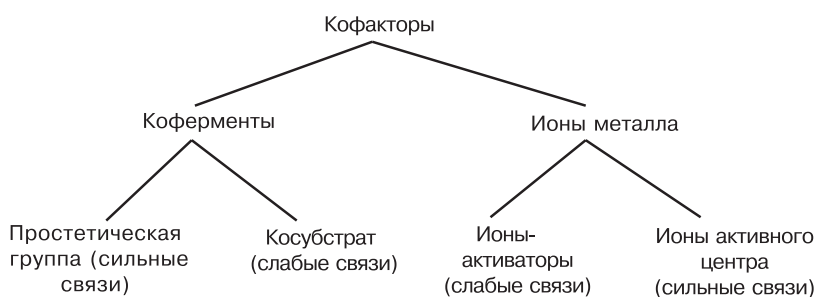 Кофакторы
Коферменты
Ионы металла
Простетическая
группа (сильные
связи)
Косубстрат
(слабые связи)
Ионы-
активаторы
(слабые связи)
Ионы активного
центра
(сильные связи)